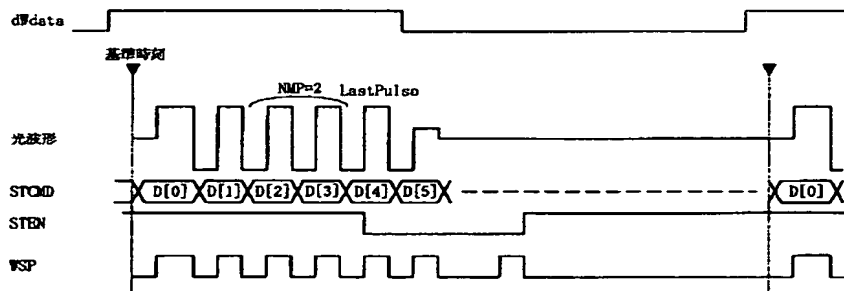 dWdata
基準時刻
NMP=2 LastPulse
光波形
STCMD D[0] D[1] D[2] D[3] D[4] D[5] D[0]
STEN
WSP